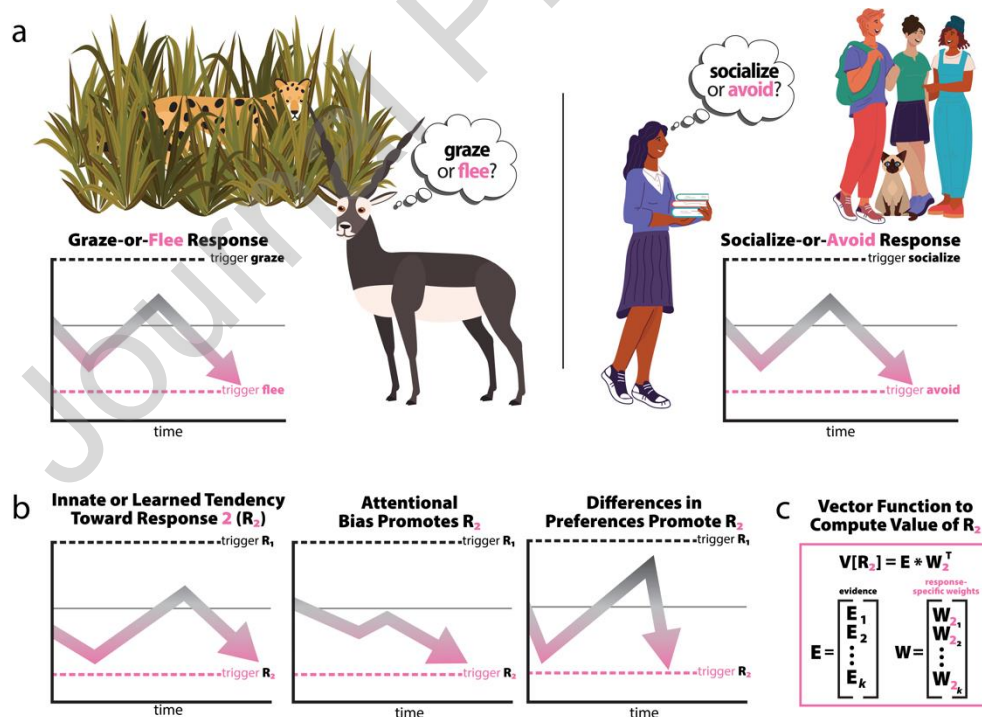 Journal P
a
graze
or flee?
socialize
or avoid?
Graze-or-Flee Response
trigger graze
trigger flee
time
Socialize-or-Avoid Response
trigger socialize
trigger avoid
time
b
Innate or Learned Tendency
Toward Response 2 (R₂)
trigger R₁
trigger R₂
time
Attentional
Bias Promotes R₂
trigger R₁
trigger R₂
time
Differences in
Preferences Promote R₂
trigger R₁
trigger R₂
time
c
Vector Function to
Compute Value of R₂
V[R₂] = E * W₂ᵀ
evidence
E = [E₁ E₂ ⋮ Eₖ]
response-
specific weights
W = [W₂₁ W₂₂ ⋮ W₂ₖ]